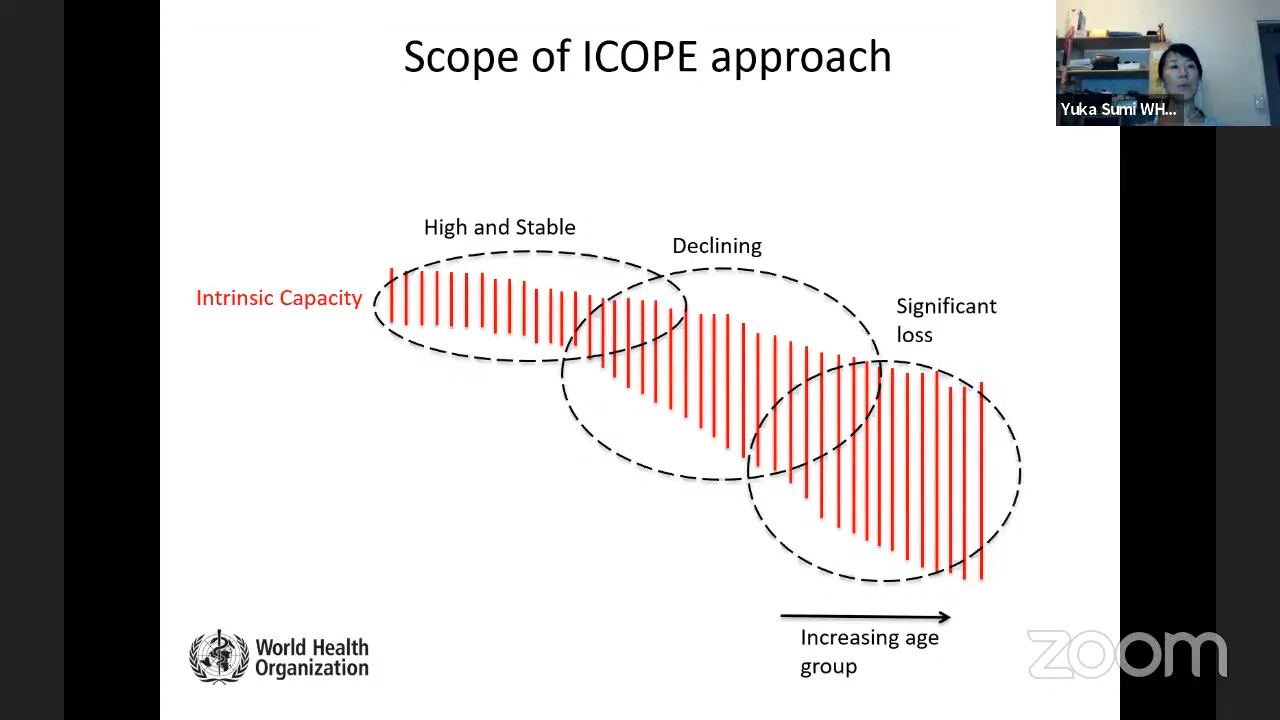 Scope of ICOPE approach
Yuka Sumi WH...
High and Stable
Declining
Intrinsic Capacity
Significant
loss
Increasing age
group
World Health
Organization
zoom